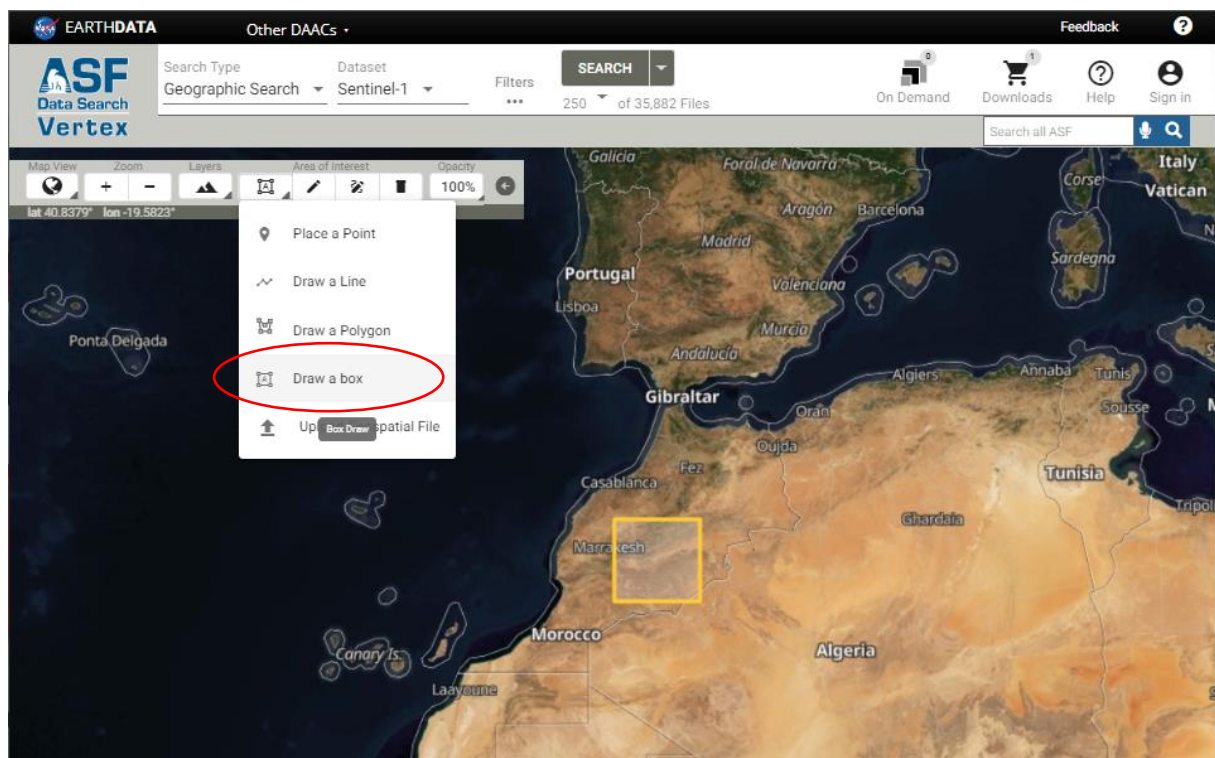 EARTHDATA Other DAACs Feedback ?
ASF
Data Search
Vertex
Search Type Dataset Filters SEARCH
Geographic Search Sentinel-1 250 of 35,882 Files
0 1
On Demand Downloads Help Sign in
Search all ASF
Map View Zoom Layers Area of Interest Opacity
+ - A 100%
lat 40.8379° lon -19.5823°
Place a Point
Draw a Line
Draw a Polygon
Draw a box
Box Draw
spatial File
Galicia
Foral de Navarra
Corse
Italy
Vatican
Aragón
Barcelona
Madrid
Sardegna
Portugal
Valenciana
Lisboa
Murcia
Ponta Delgada
Andalucía
Algiers
Annaba
Tunis
Gibraltar
Oran
Sousse
Oujda
Fez
Casablanca
Tunisia
Ghardaia
Marrakesh
Morocco
Algeria
Canary Is.
Laayoune